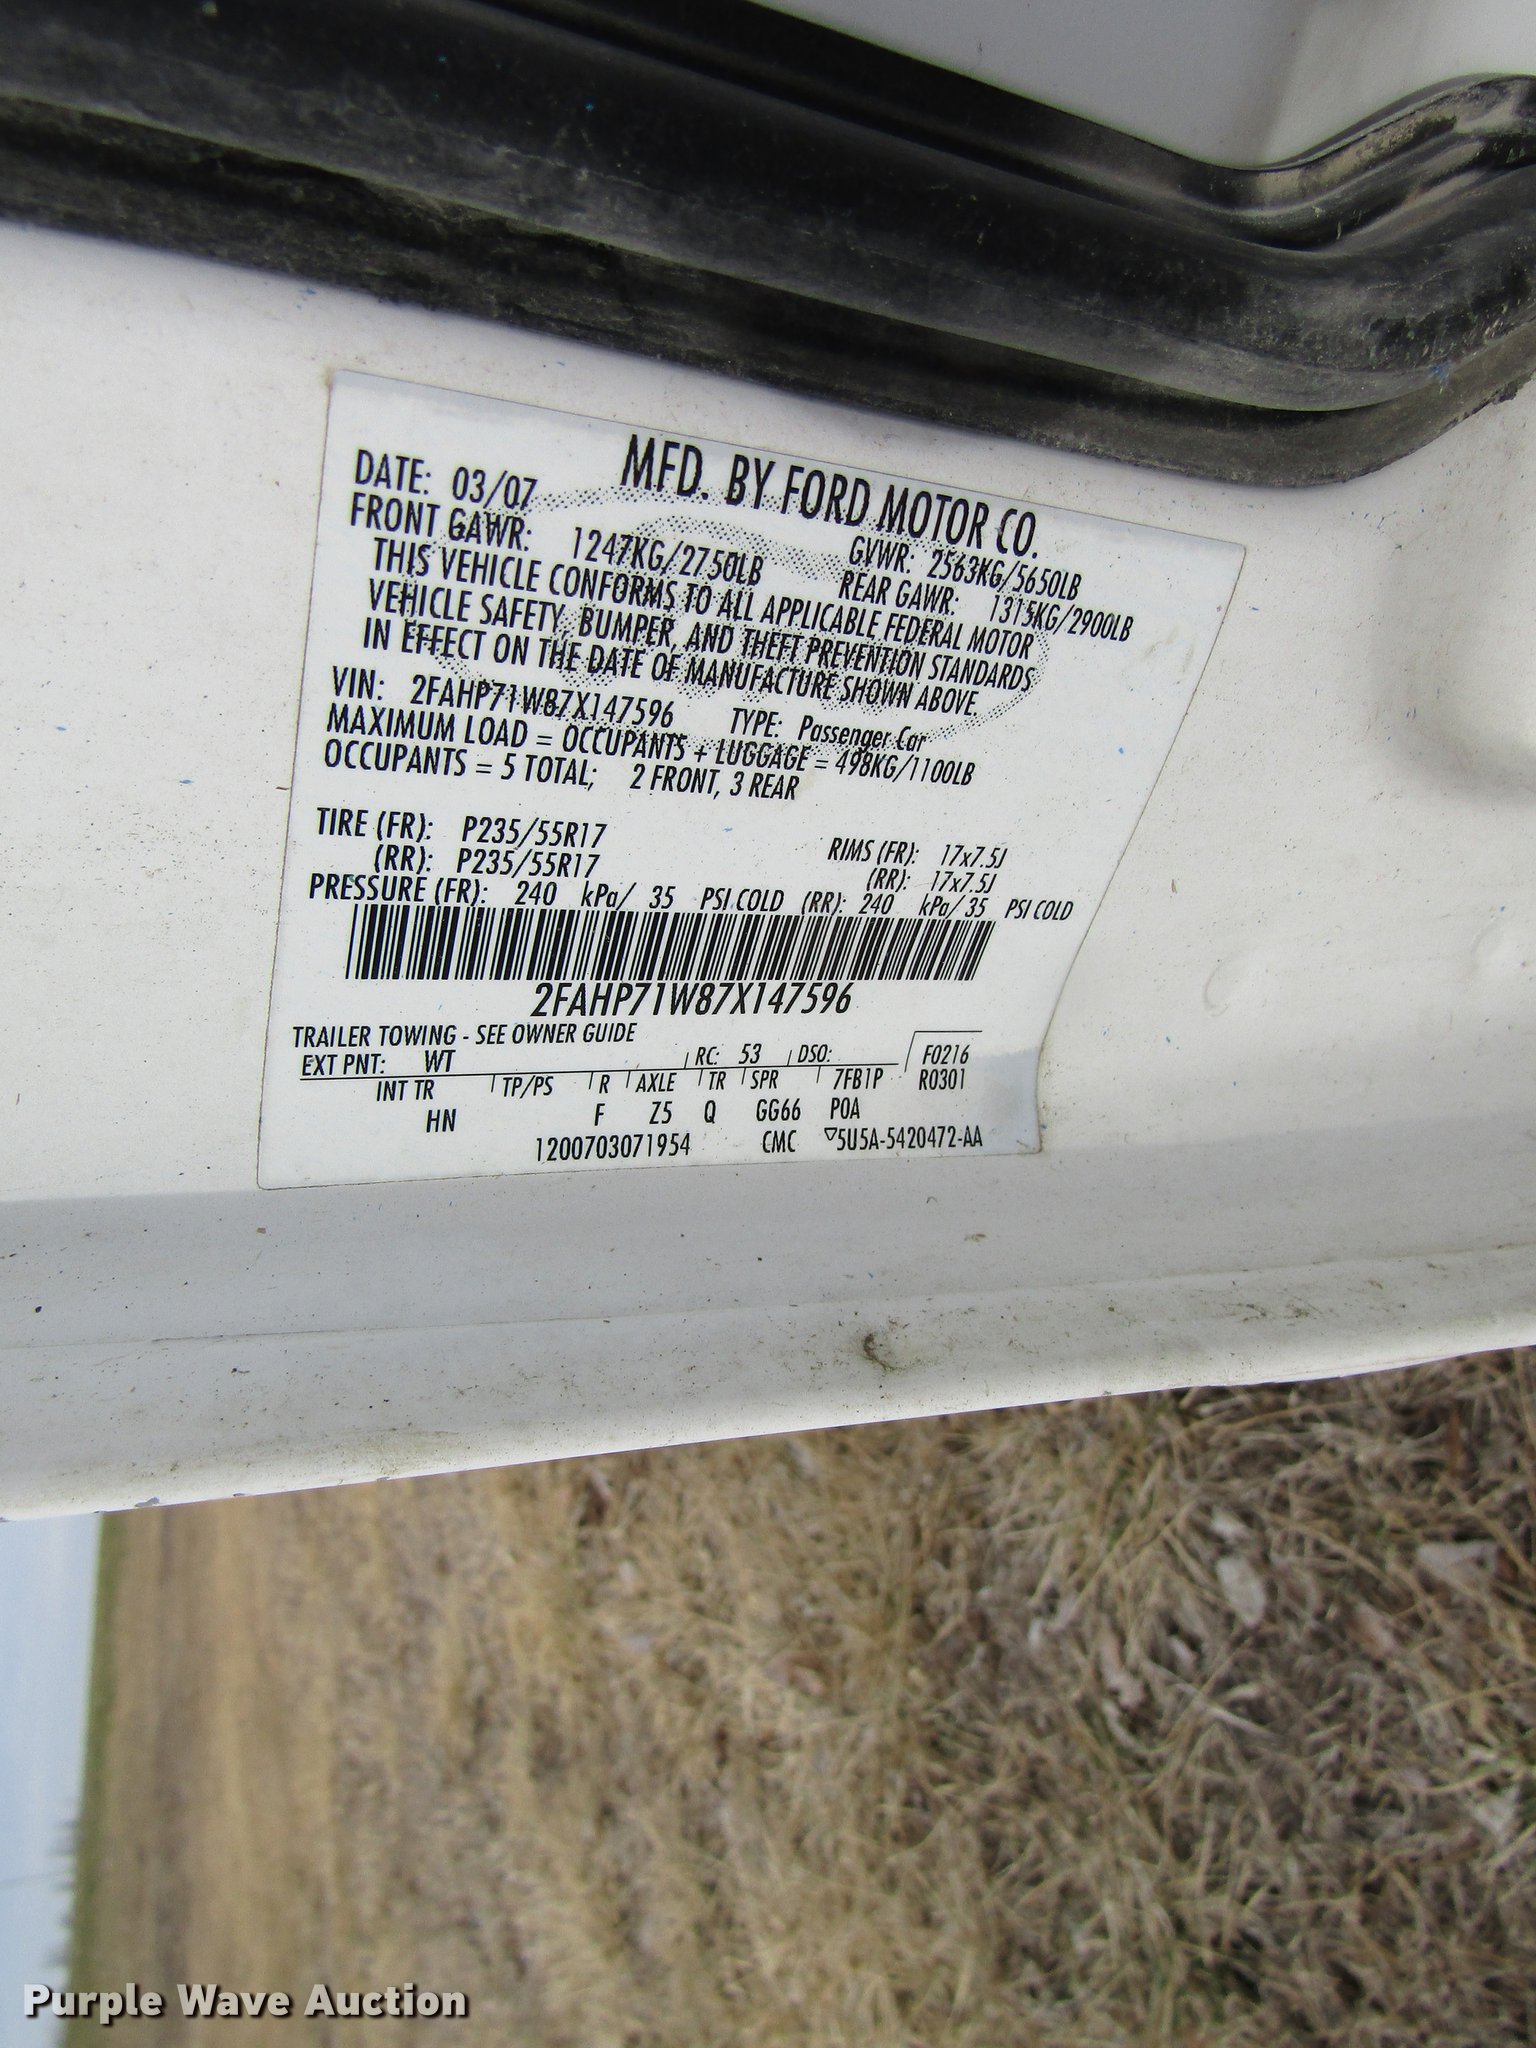 MFD. BY FORD MOTOR CO.
DATE: 03/07 GVWR: 2563KG/5650LB
FRONT GAWR: 1247KG/2750LB REAR GAWR: 1315KG/2900LB
THIS VEHICLE CONFORMS TO ALL APPLICABLE FEDERAL MOTOR
VEHICLE SAFETY, BUMPER, AND THEFT PREVENTION STANDARDS
IN EFFECT ON THE DATE OF MANUFACTURE SHOWN ABOVE.
VIN: 2FAHP71W87X147596 TYPE: Passenger Car
MAXIMUM LOAD = OCCUPANTS + LUGGAGE = 498KG/1100LB
OCCUPANTS = 5 TOTAL; 2 FRONT, 3 REAR
TIRE (FR): P235/55R17 RIMS (FR): 17x7.5J
(RR): P235/55R17 (RR): 17x7.5J
PRESSURE (FR): 240 kPa/ 35 PSI COLD (RR): 240 kPa/ 35 PSI COLD
2FAHP71W87X147596
TRAILER TOWING - SEE OWNER GUIDE
EXT PNT: WT RC: 53 DSO: F0216
INT TR TP/PS R AXLE TR SPR 7FB1P R0301
HN F Z5 Q GG66 POA
1200703071954 CMC ▽5U5A-5420472-AA
Purple Wave Auction